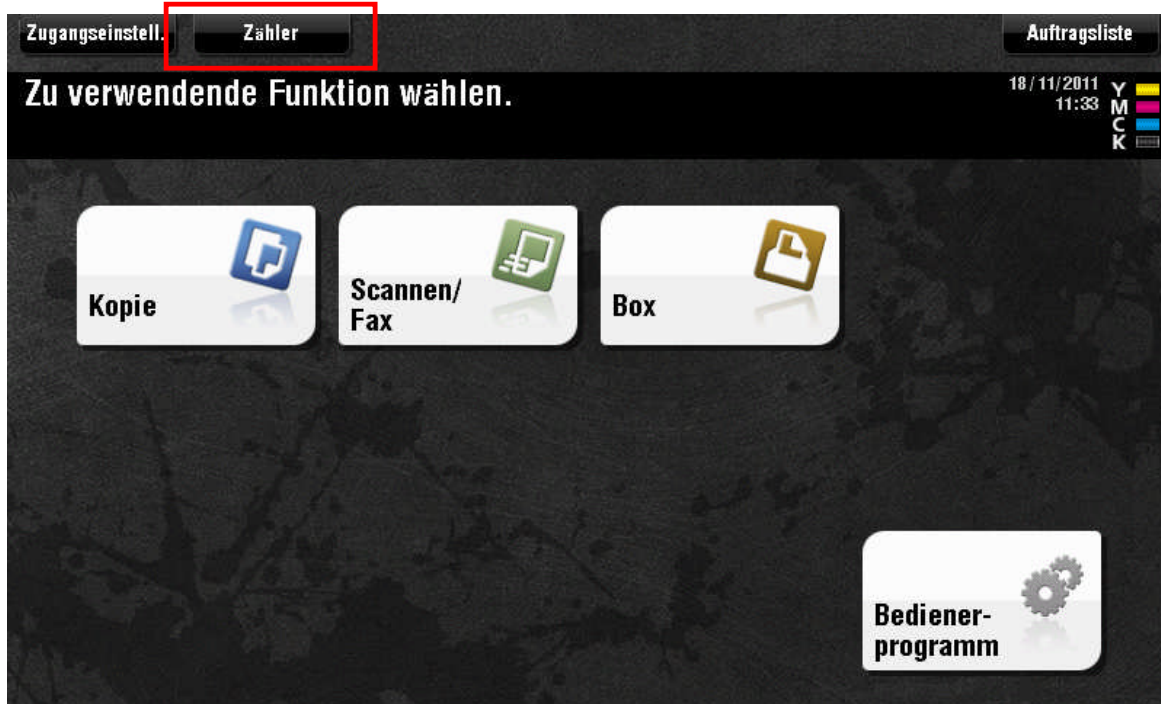 Zugangseinstell.
Zähler
Auftragsliste
Zu verwendende Funktion wählen.
18/11/2011
11:33
Y
M
C
K
Kopie
Scannen/
Fax
Box
Bediener-
programm